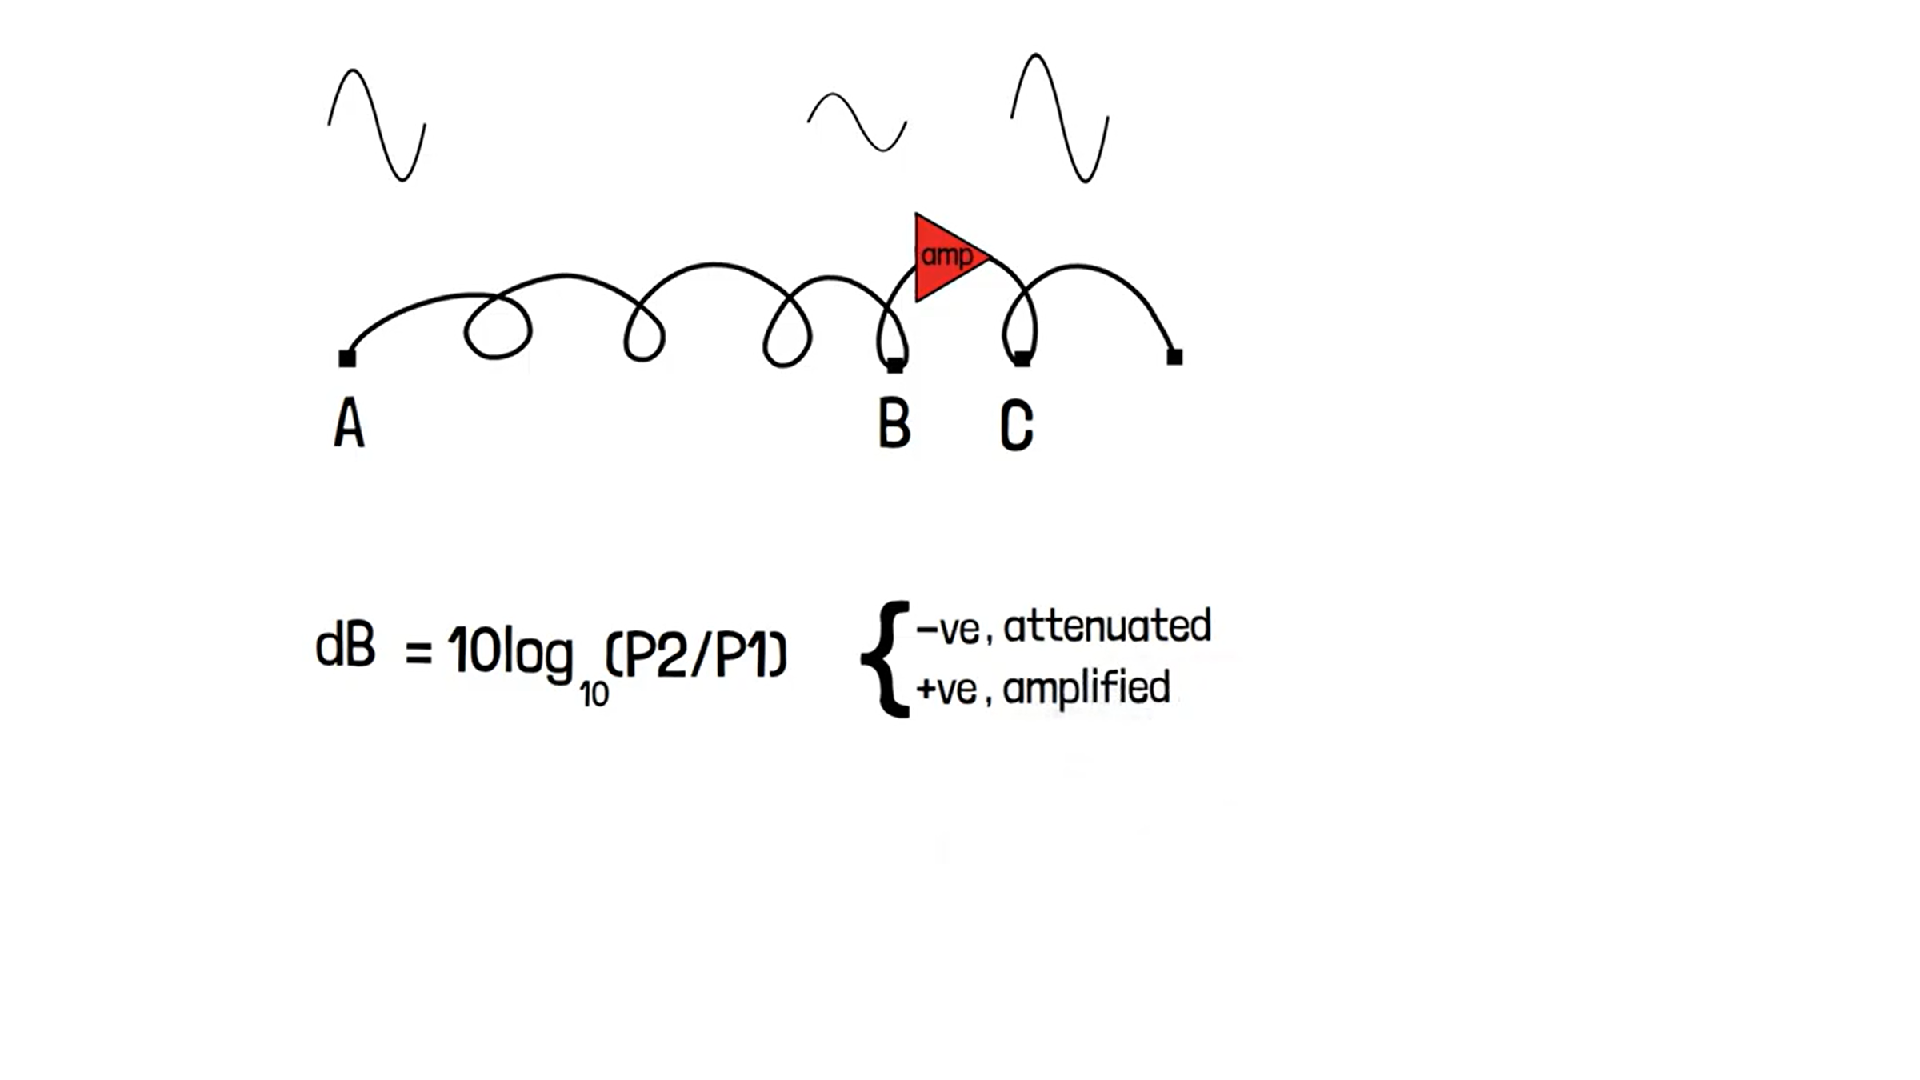 amp
A B C
dB = 10log10(P2/P1)
–ve, attenuated
+ve, amplified